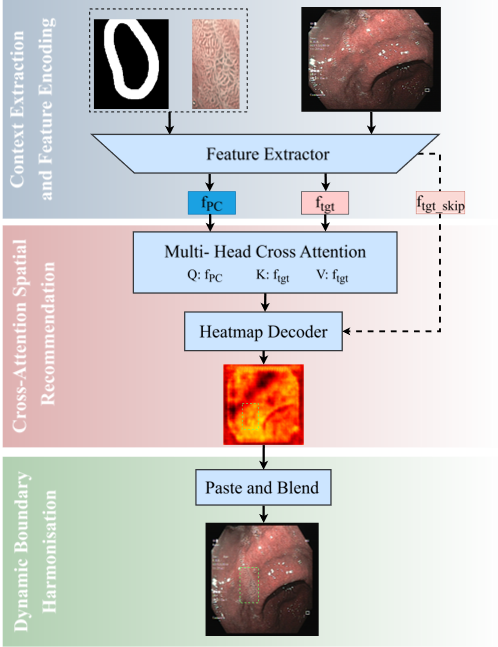 Context Extraction
and Feature Encoding
Feature Extractor
fPC
ftgt
ftgt_skip
Cross-Attention Spatial
Recommendation
Multi- Head Cross Attention
Q: fPC K: ftgt V: ftgt
Heatmap Decoder
Dynamic Boundary
Harmonisation
Paste and Blend